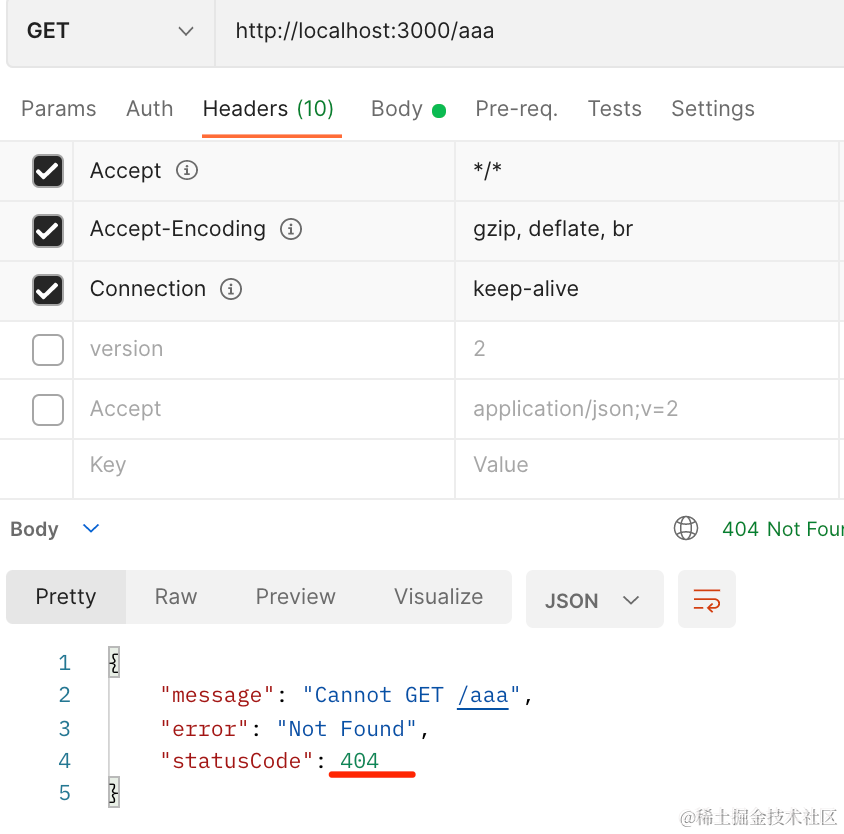 GET http://localhost:3000/aaa
Params Auth Headers (10) Body Pre-req. Tests Settings
Accept */*
Accept-Encoding gzip, deflate, br
Connection keep-alive
version 2
Accept application/json;v=2
Key Value
Body 404 Not Foun
Pretty Raw Preview Visualize JSON
1 {
2 "message": "Cannot GET /aaa",
3 "error": "Not Found",
4 "statusCode": 404
5 }
@稀土掘金技术社区